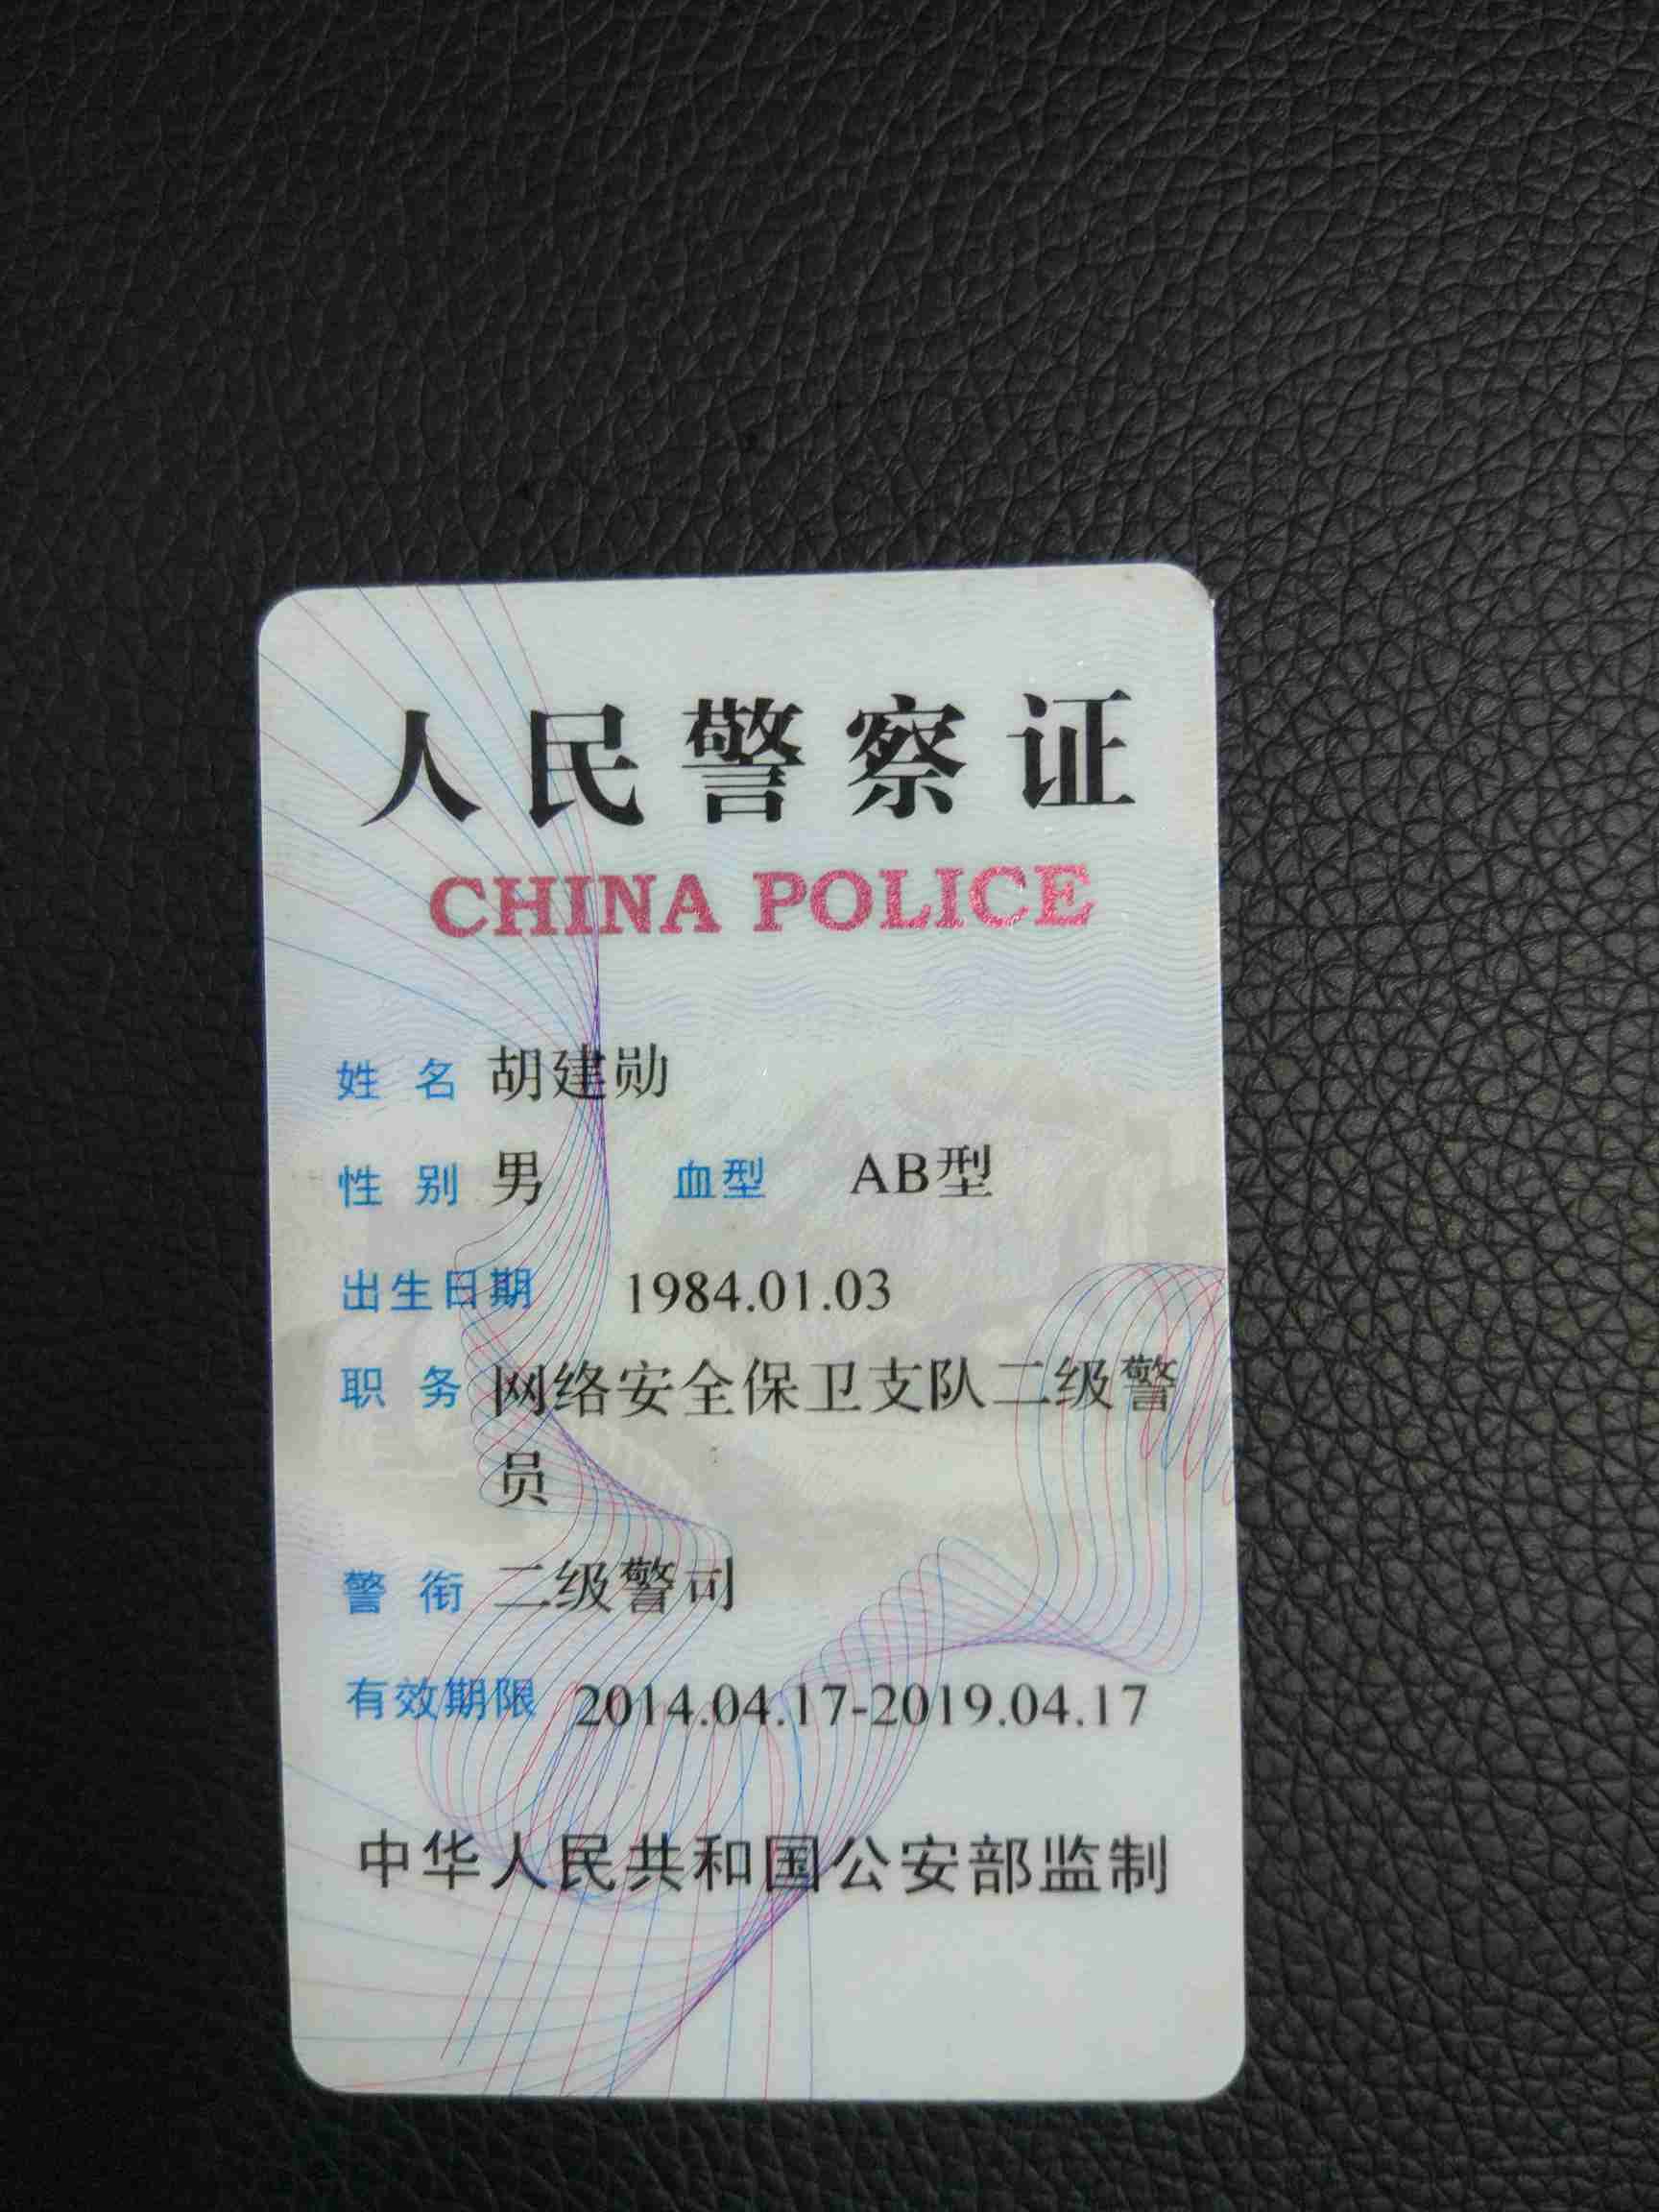 人民警察证
CHINA POLICE
姓名 胡建勋
性别 男 血型 AB型
出生日期 1984.01.03
职务 网络安全保卫支队二级警
员
警衔 二级警司
有效期限 2014.04.17-2019.04.17
中华人民共和国公安部监制